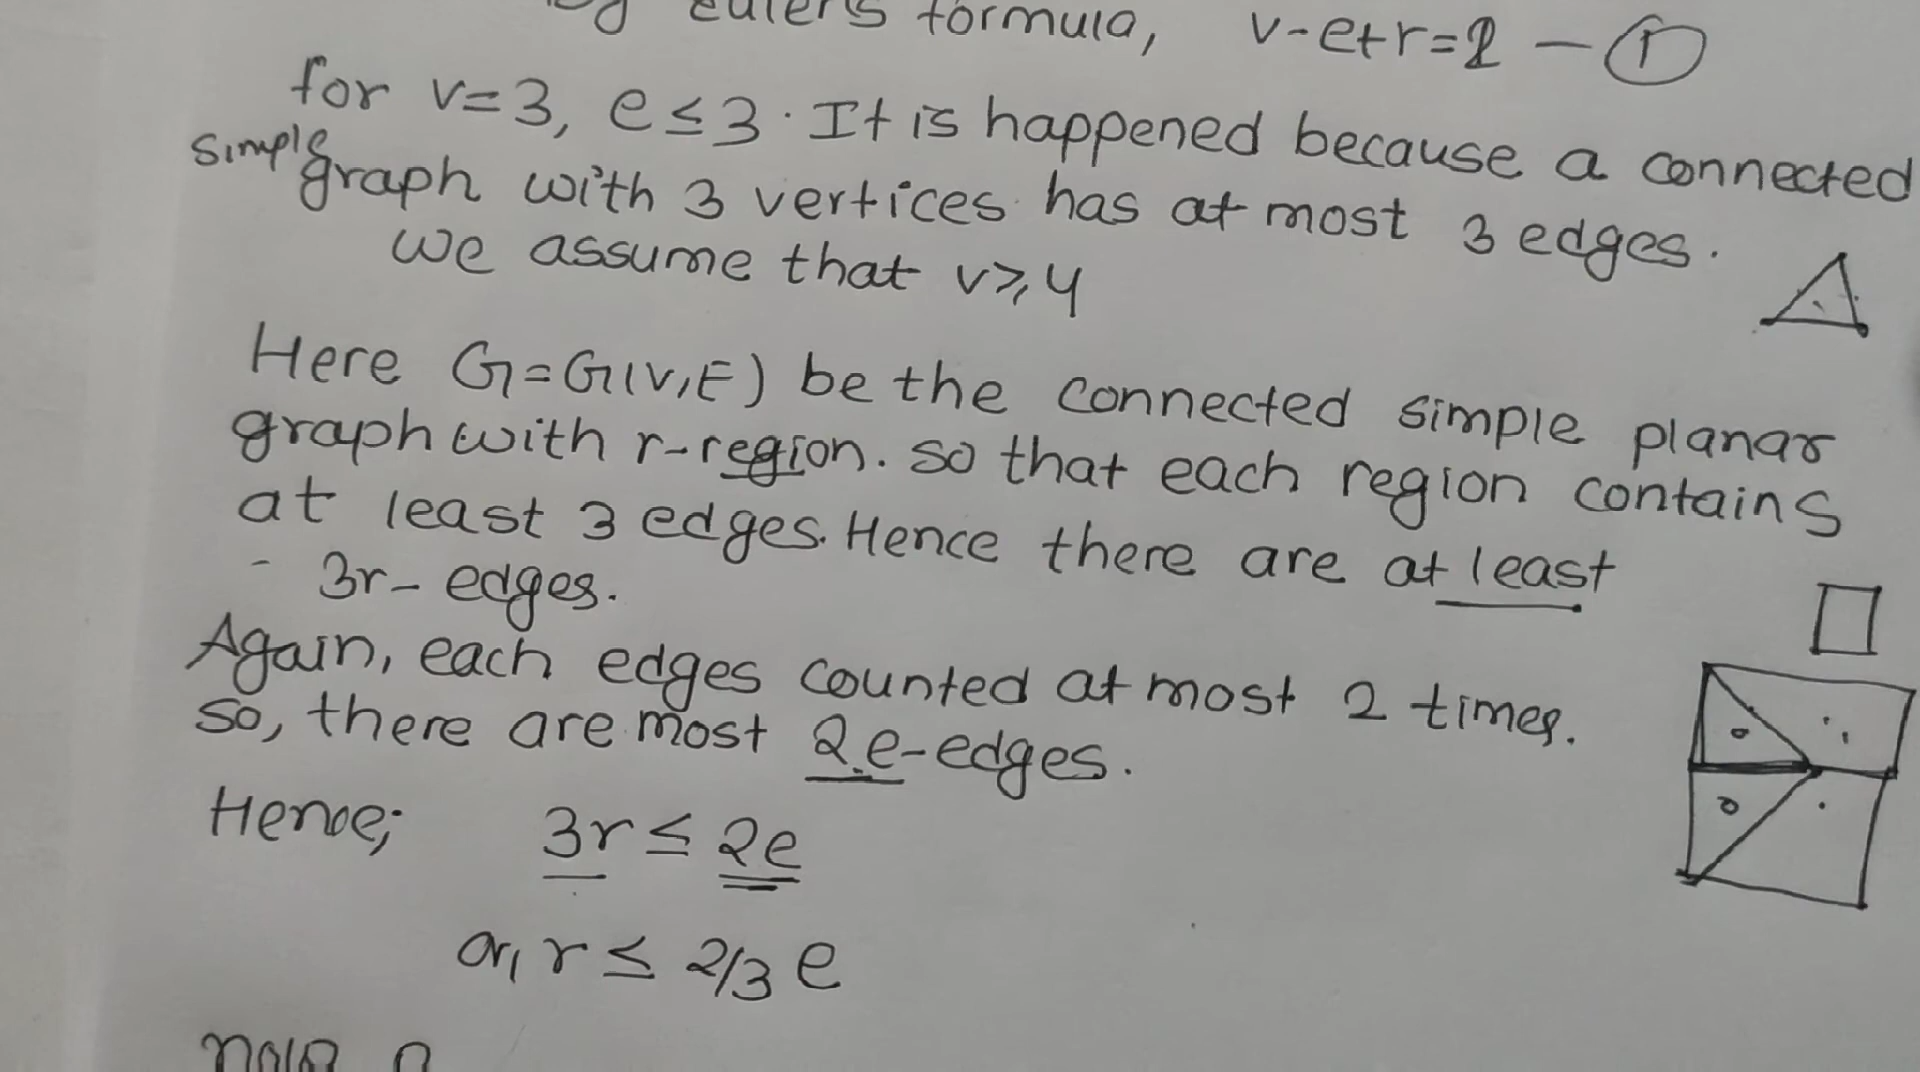 by euler's formula, v-e+r=2 — ①
for v=3, e≤3. It is happened because a connected
simple graph with 3 vertices has at most 3 edges.
we assume that v≥4
Here G=G(V,E) be the connected simple planar
graph with r-region. so that each region contains
at least 3 edges. Hence there are at least
3r- edges.
Again, each edges counted at most 2 times.
so, there are most 2e-edges.
Hence; 3r ≤ 2e
or, r ≤ 2/3 e